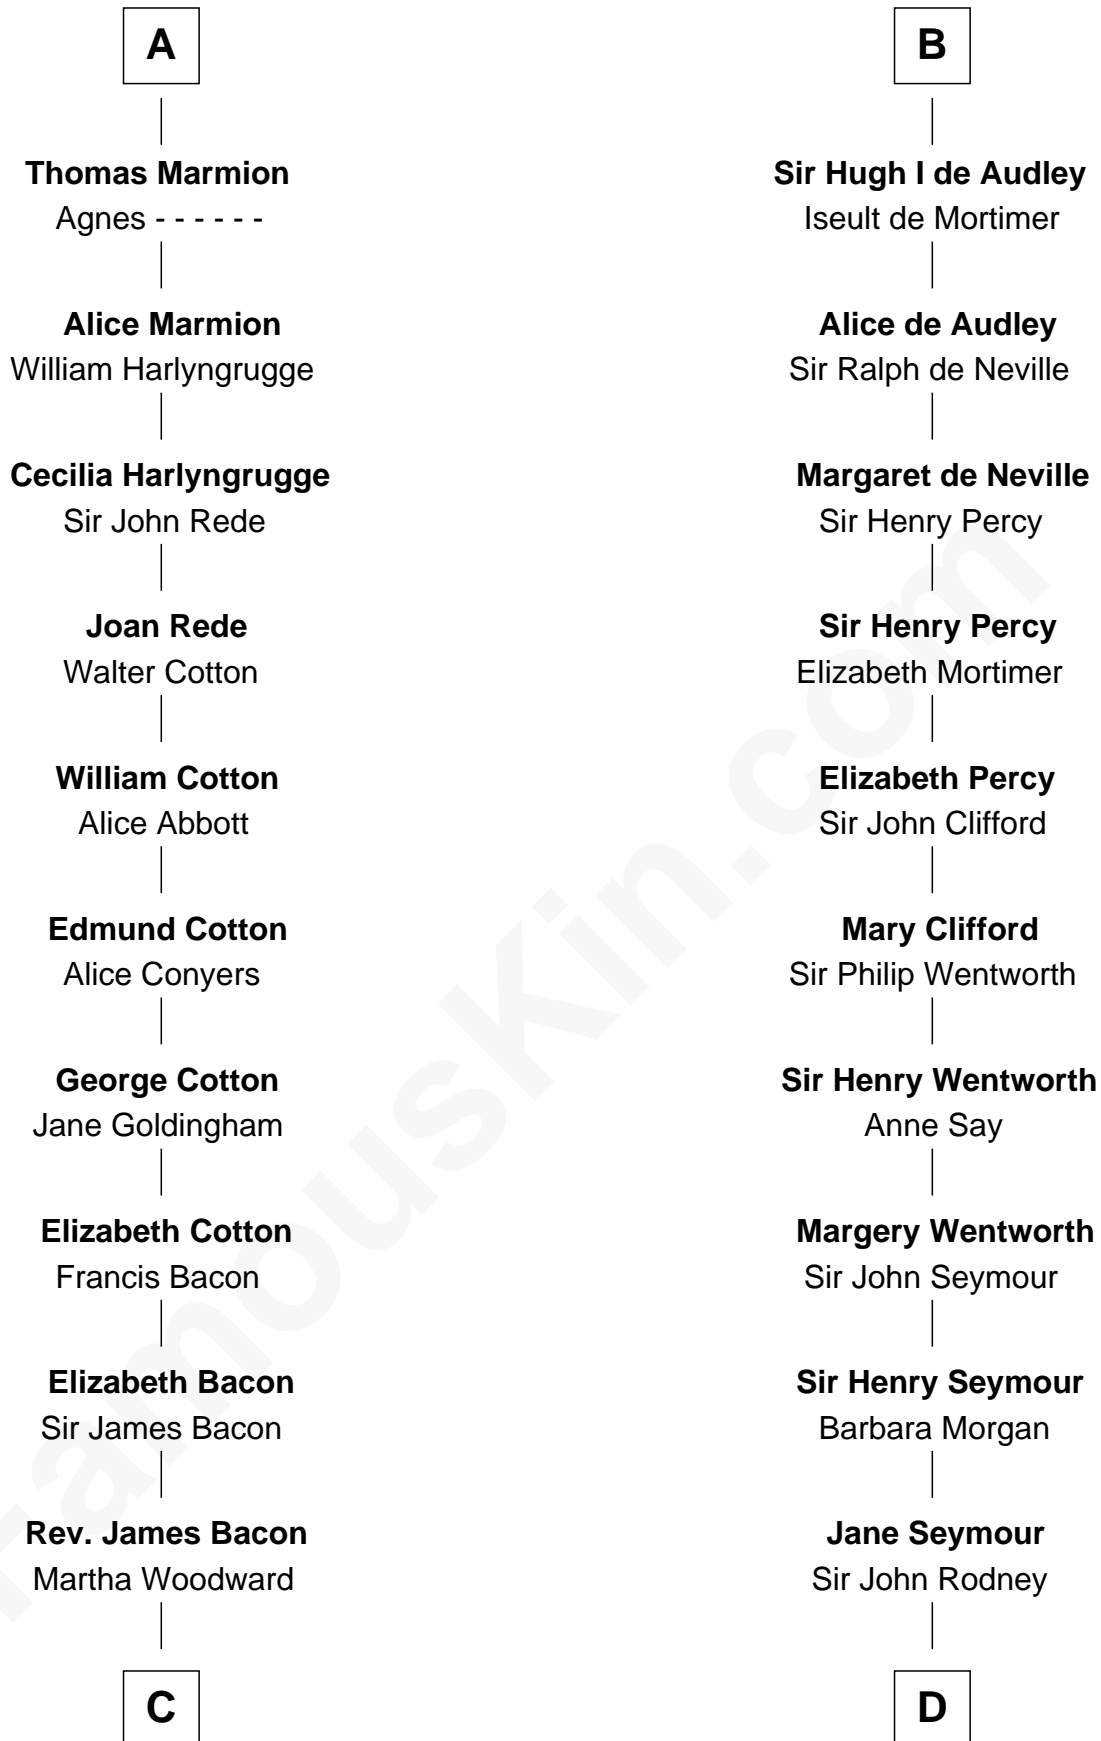 A
Thomas Marmion
Agnes - - - - - -
Alice Marmion
William Harlyngrugge
Cecilia Harlyngrugge
Sir John Rede
Joan Rede
Walter Cotton
William Cotton
Alice Abbott
Edmund Cotton
Alice Conyers
George Cotton
Jane Goldingham
Elizabeth Cotton
Francis Bacon
Elizabeth Bacon
Sir James Bacon
Rev. James Bacon
Martha Woodward
C
B
Sir Hugh I de Audley
Iseult de Mortimer
Alice de Audley
Sir Ralph de Neville
Margaret de Neville
Sir Henry Percy
Sir Henry Percy
Elizabeth Mortimer
Elizabeth Percy
Sir John Clifford
Mary Clifford
Sir Philip Wentworth
Sir Henry Wentworth
Anne Say
Margery Wentworth
Sir John Seymour
Sir Henry Seymour
Barbara Morgan
Jane Seymour
Sir John Rodney
D
FamousKin.com